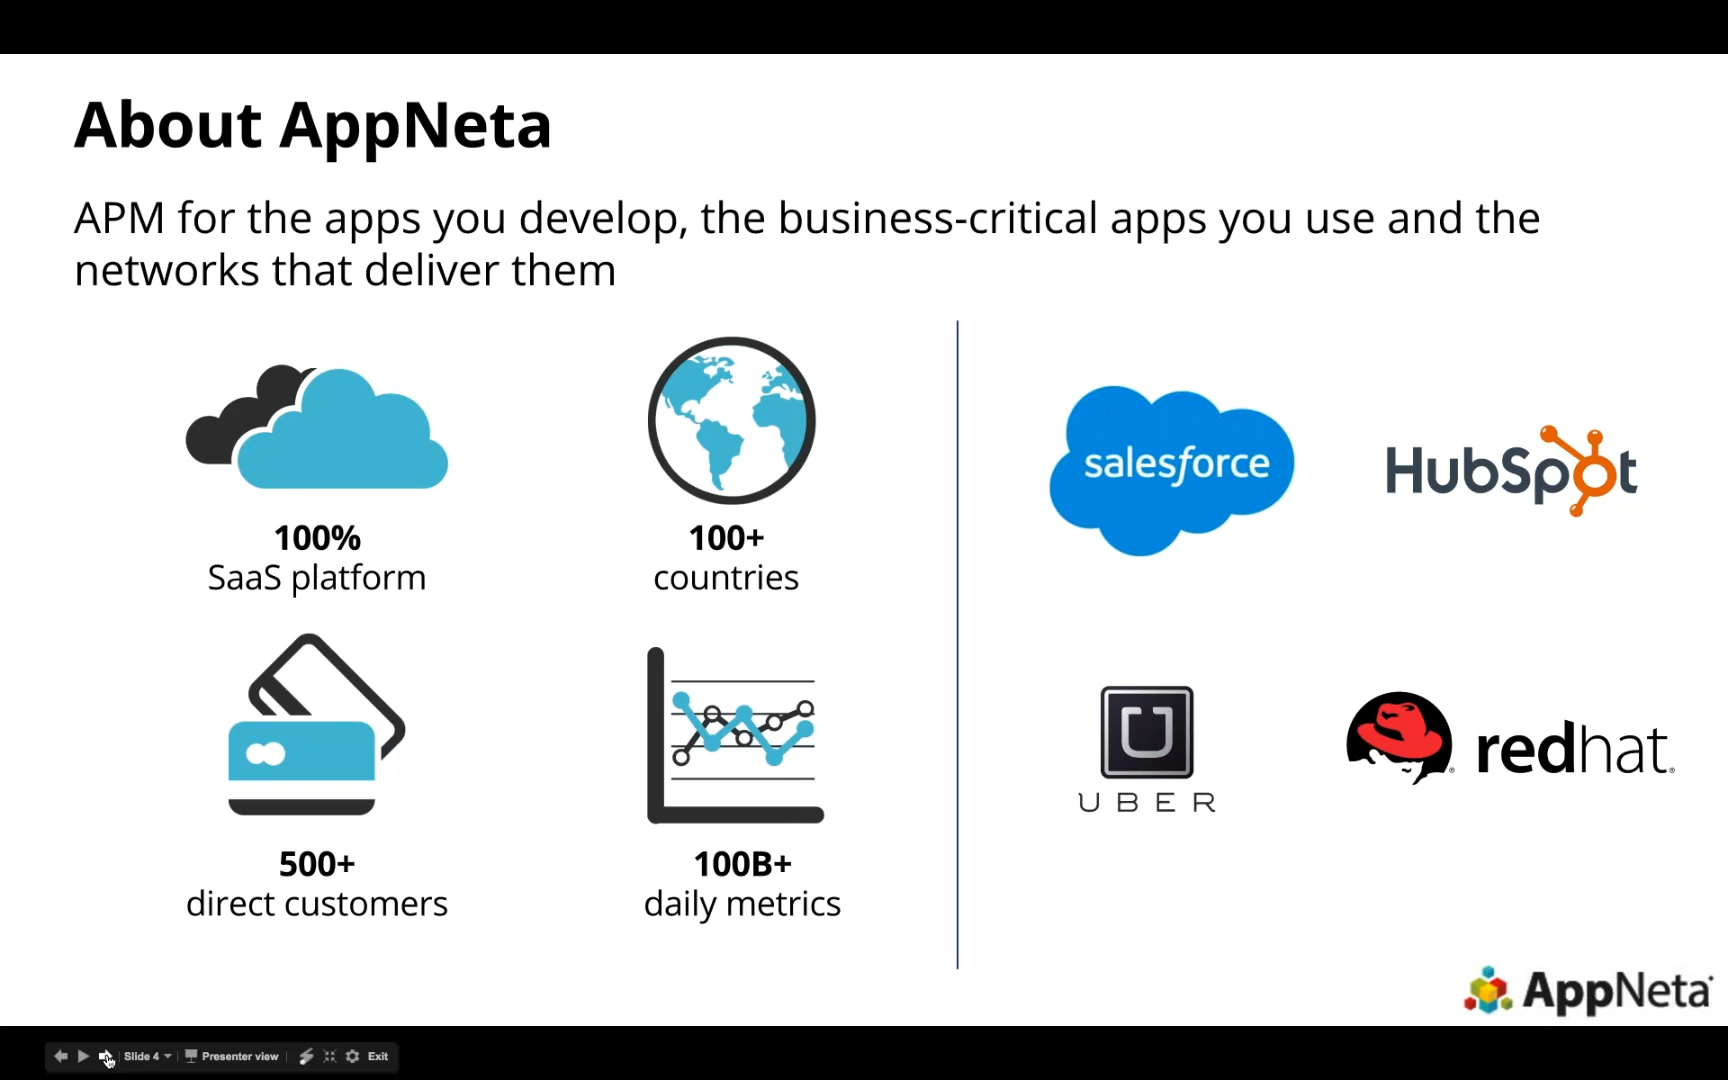 About AppNeta
APM for the apps you develop, the business-critical apps you use and the
networks that deliver them
100%
SaaS platform
100+
countries
500+
direct customers
100B+
daily metrics
salesforce
HubSpot
UBER
redhat
AppNeta
Slide 4
Presenter view
Exit